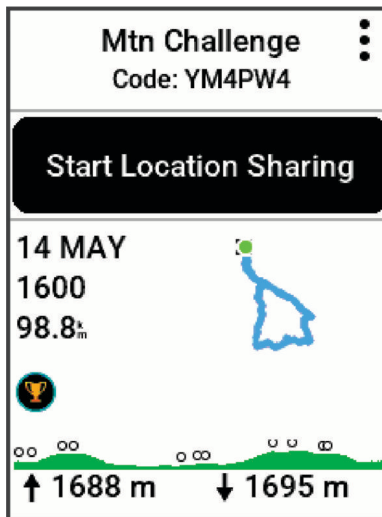 Mtn Challenge
Code: YM4PW4
Start Location Sharing
14 MAY
1600
98.8km
1688 m
1695 m